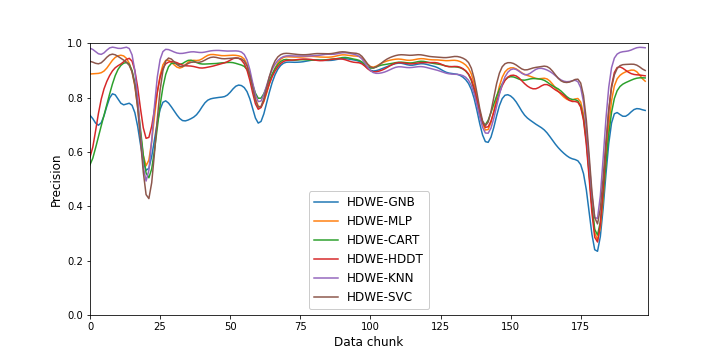 1.0
0.8
0.6
0.4
0.2
0.0
Precision
HDWE-GNB
HDWE-MLP
HDWE-CART
HDWE-HDDT
HDWE-KNN
HDWE-SVC
0 25 50 75 100 125 150 175
Data chunk